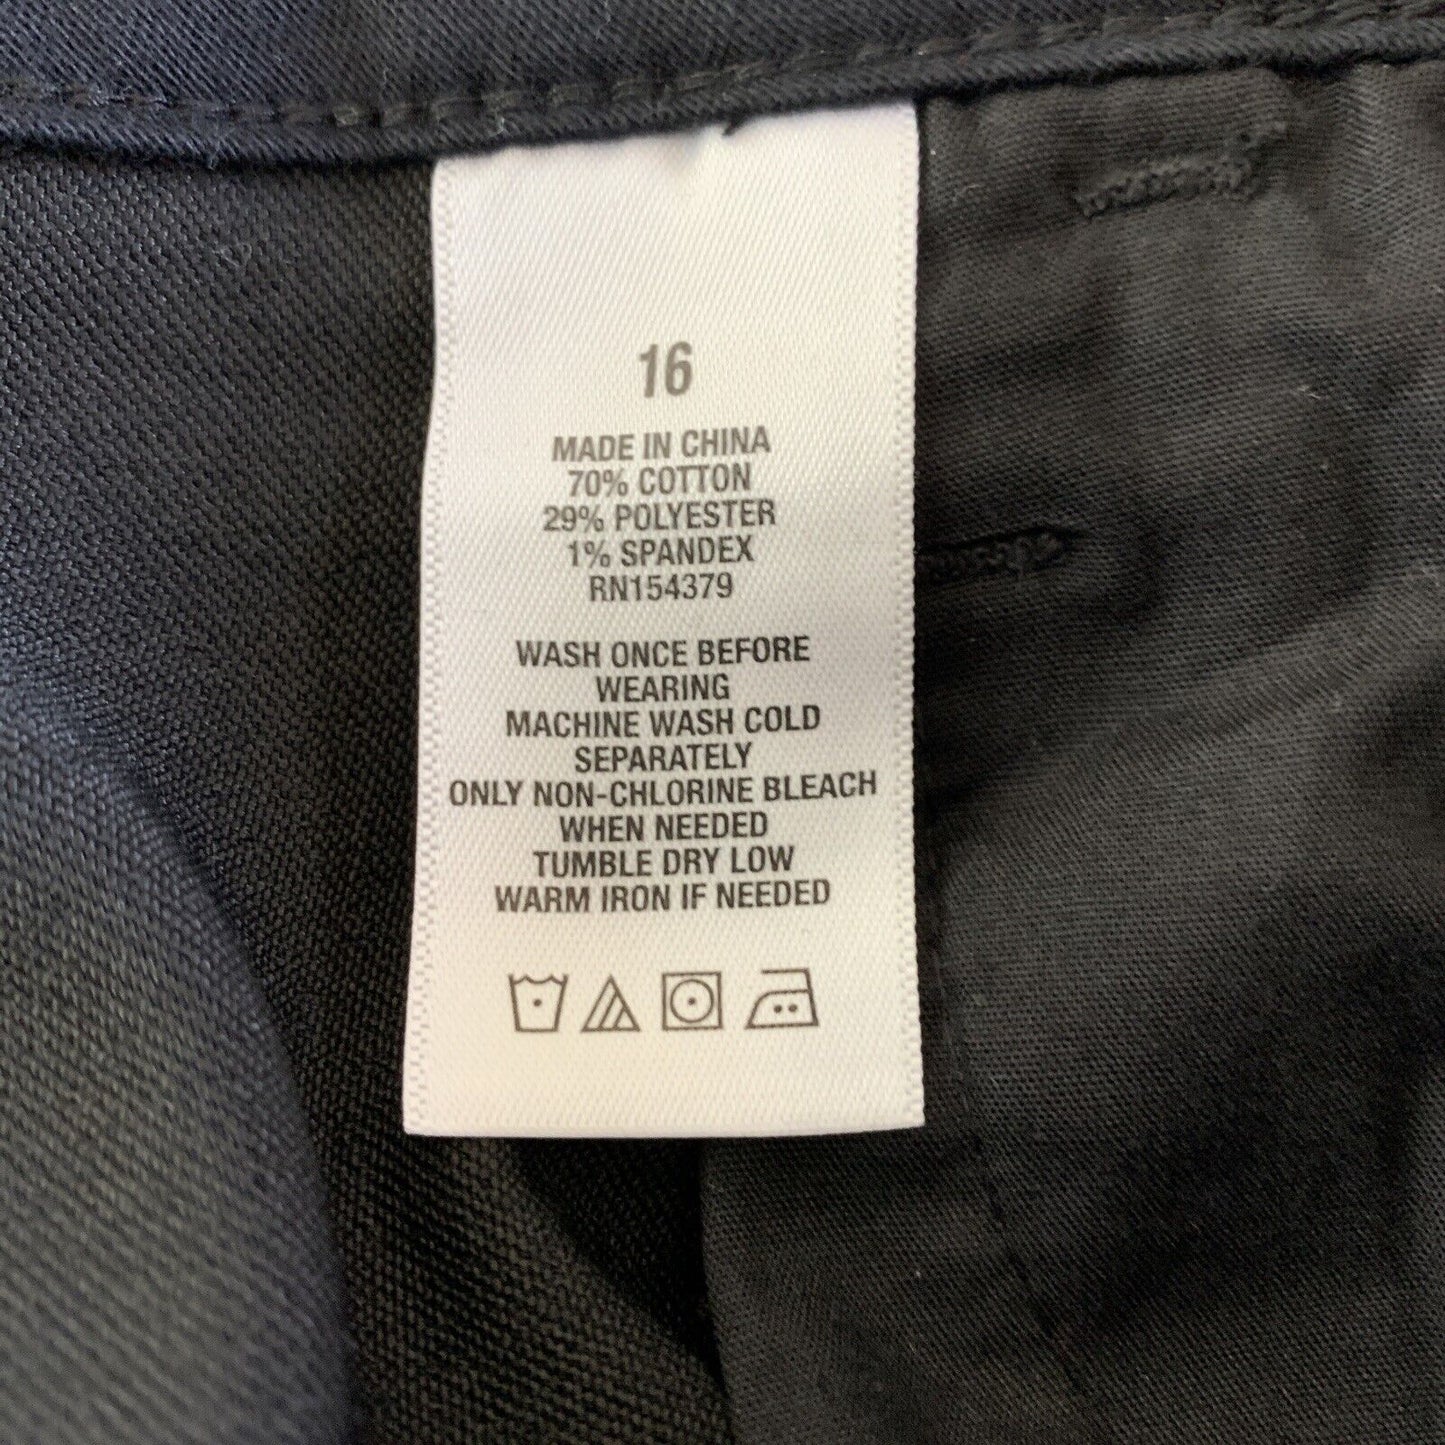 16
MADE IN CHINA
70% COTTON
29% POLYESTER
1% SPANDEX
RN154379
WASH ONCE BEFORE
WEARING
MACHINE WASH COLD
SEPARATELY
ONLY NON-CHLORINE BLEACH
WHEN NEEDED
TUMBLE DRY LOW
WARM IRON IF NEEDED